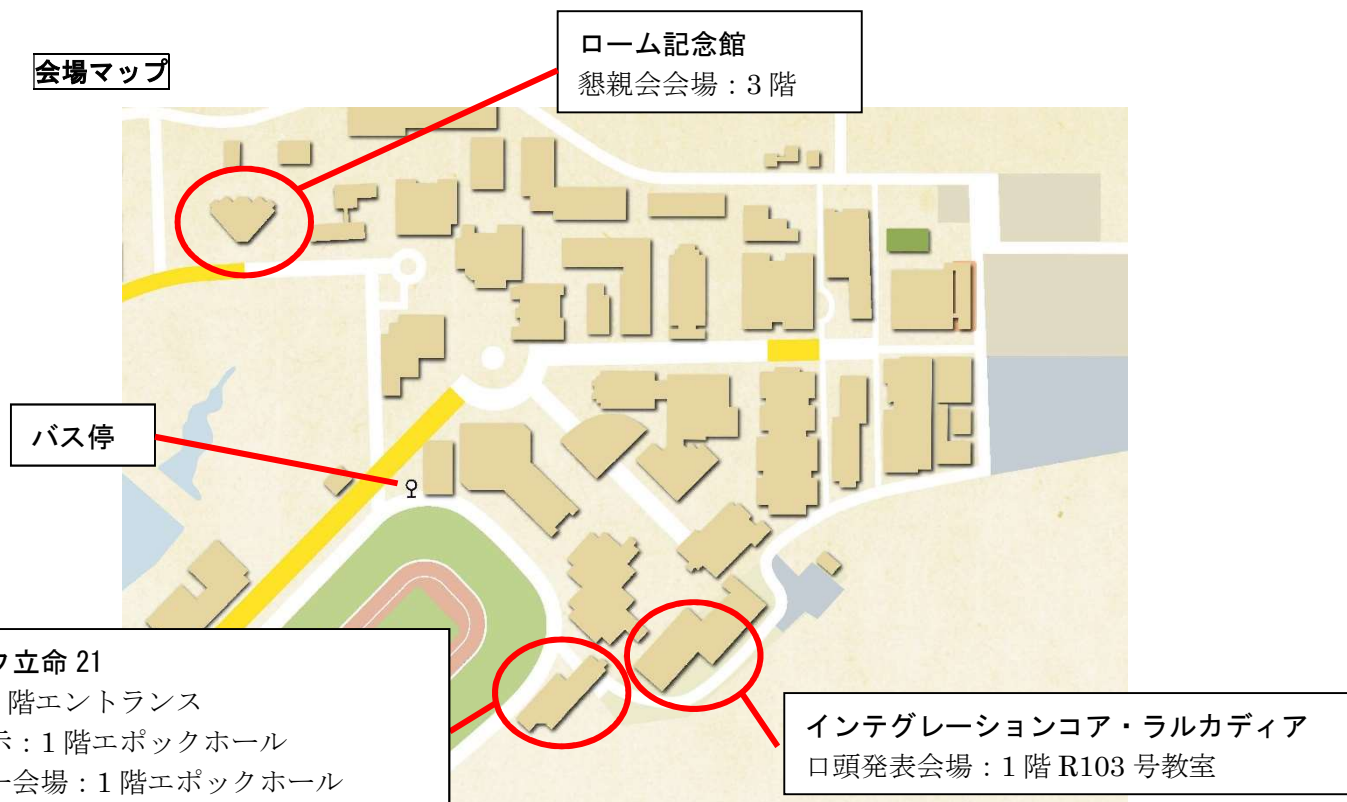 会場マップ
ローム記念館
懇親会会場：3 階
バス停
ク立命 21
階エントランス
示：1 階エポックホール
ー会場：1 階エポックホール
インテグレーションコア・ラルカディア
口頭発表会場：1 階 R103 号教室